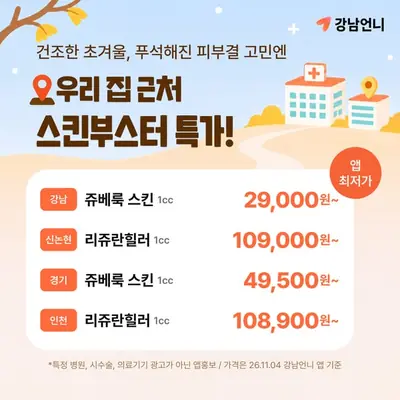 강남언니
건조한 초겨울, 푸석해진 피부결 고민엔
우리 집 근처
스킨부스터 특가!
앱
최저가
강남 쥬베룩 스킨 1cc 29,000원~
신논현 리쥬란힐러 1cc 109,000원~
경기 쥬베룩 스킨 1cc 49,500원~
인천 리쥬란힐러 1cc 108,900원~
*특정 병원, 시수술, 의료기기 광고가 아닌 앱홍보 / 가격은 26.11.04 강남언니 앱 기준